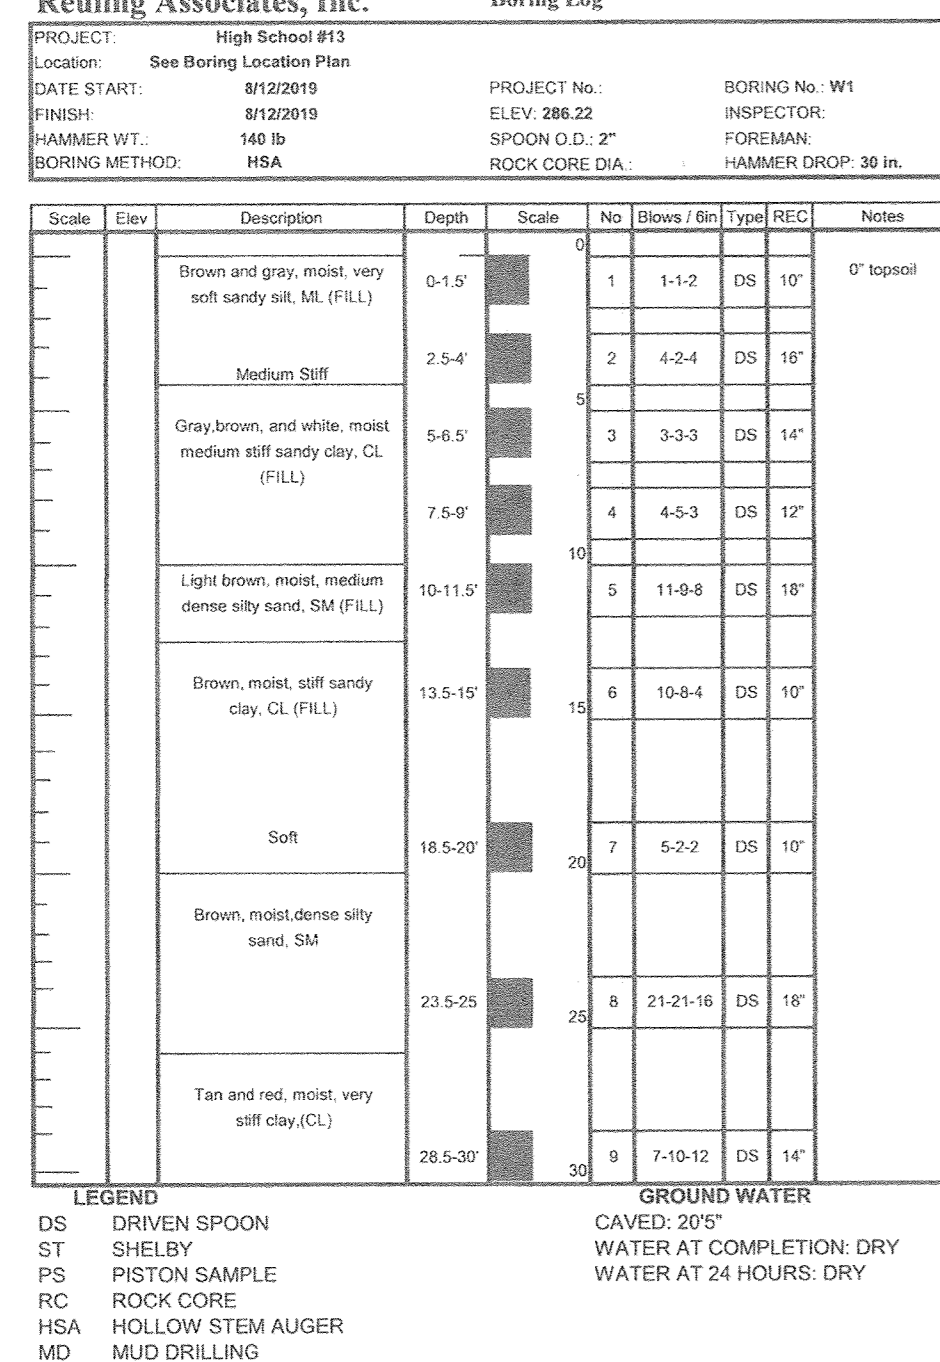 Reuling Associates, Inc. Boring Log
PROJECT: High School #13
Location: See Boring Location Plan
DATE START: 8/12/2019 PROJECT No.: BORING No.: W1
FINISH: 8/12/2019 ELEV: 286.22 INSPECTOR:
HAMMER WT.: 140 lb SPOON O.D.: 2" FOREMAN:
BORING METHOD: HSA ROCK CORE DIA.: HAMMER DROP: 30 in.
Scale Elev Description Depth Scale No Blows / 6in Type REC Notes
0
Brown and gray, moist, very soft sandy silt, ML (FILL) 0-1.5' 1 1-1-2 DS 10" 0" topsoil
Medium Stiff 2.5-4' 2 4-2-4 DS 16"
5
Gray,brown, and white, moist medium stiff sandy clay, CL (FILL) 5-6.5' 3 3-3-3 DS 14"
7.5-9' 4 4-5-3 DS 12"
10
Light brown, moist, medium dense silty sand, SM (FILL) 10-11.5' 5 11-9-8 DS 18"
Brown, moist, stiff sandy clay, CL (FILL) 13.5-15' 6 10-8-4 DS 10"
15
Soft 18.5-20' 7 5-2-2 DS 10"
20
Brown, moist,dense silty sand, SM
23.5-25 8 21-21-16 DS 18"
25
Tan and red, moist, very stiff clay,(CL)
28.5-30' 9 7-10-12 DS 14"
30
LEGEND GROUND WATER
DS DRIVEN SPOON CAVED: 20'5"
ST SHELBY WATER AT COMPLETION: DRY
PS PISTON SAMPLE WATER AT 24 HOURS: DRY
RC ROCK CORE
HSA HOLLOW STEM AUGER
MD MUD DRILLING